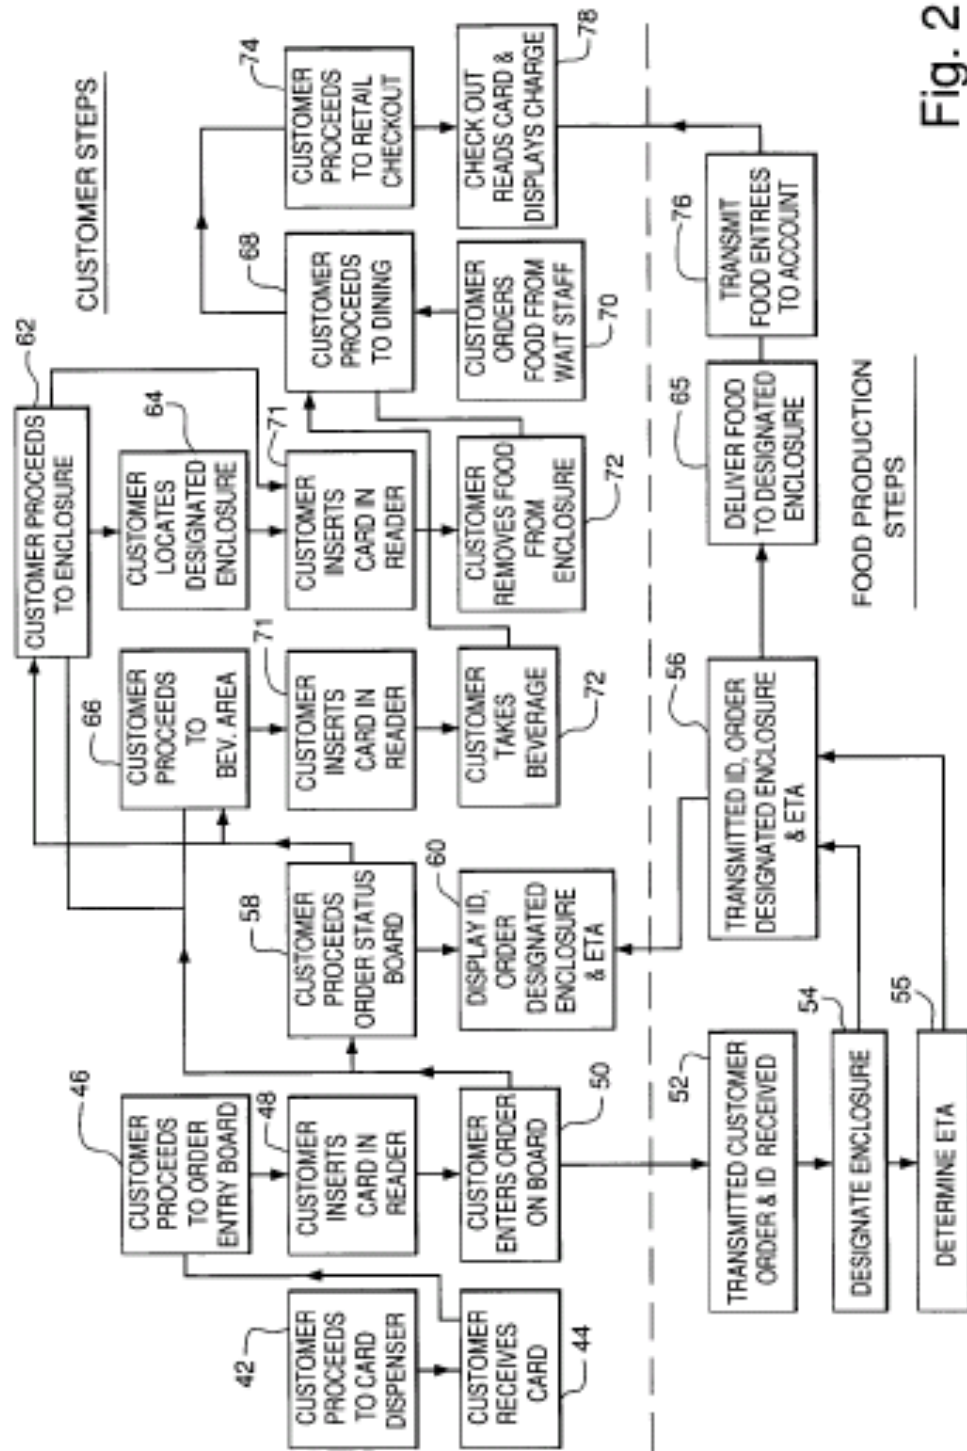 CUSTOMER STEPS
42
CUSTOMER
PROCEEDS
TO CARD
DISPENSER
CUSTOMER
RECEIVES
CARD
44
46
CUSTOMER
PROCEEDS
TO ORDER
ENTRY BOARD
48
CUSTOMER
INSERTS
CARD IN
READER
CUSTOMER
ENTERS ORDER
ON BOARD
50
58
CUSTOMER
PROCEEDS
ORDER STATUS
BOARD
60
DISPLAY ID,
ORDER
DESIGNATED
ENCLOSURE
& ETA
62
CUSTOMER PROCEEDS
TO ENCLOSURE
66
CUSTOMER
PROCEEDS
TO
BEV. AREA
71
CUSTOMER
INSERTS
CARD IN
READER
CUSTOMER
TAKES
BEVERAGE
72
64
CUSTOMER
LOCATES
DESIGNATED
ENCLOSURE
71
CUSTOMER
INSERTS
CARD IN
READER
CUSTOMER
REMOVES FOOD
FROM
ENCLOSURE
72
68
CUSTOMER
PROCEEDS
TO DINING
CUSTOMER
ORDERS
FOOD FROM
WAIT STAFF
70
74
CUSTOMER
PROCEEDS
TO RETAIL
CHECKOUT
CHECK OUT
READS CARD &
DISPLAYS CHARGE
78
52
TRANSMITTED CUSTOMER
ORDER & ID RECEIVED
DESIGNATE ENCLOSURE
54
DETERMINE ETA
55
56
TRANSMITTED ID, ORDER
DESIGNATED ENCLOSURE
& ETA
65
DELIVER FOOD
TO DESIGNATED
ENCLOSURE
76
TRANSMIT
FOOD ENTREES
TO ACCOUNT
FOOD PRODUCTION
STEPS
Fig. 2